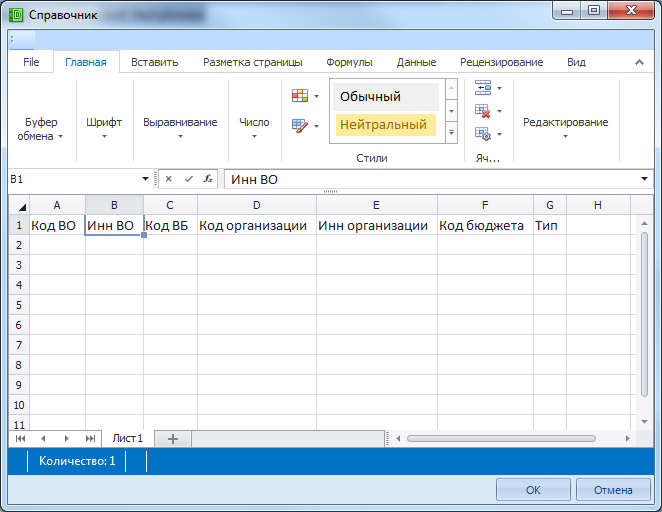 Справочник
File Главная Вставить Разметка страницы Формулы Данные Рецензирование Вид
Буфер обмена
Шрифт
Выравнивание
Число
Обычный
Нейтральный
Стили
Яч...
Редактирование
B1 fx Инн ВО
A B C D E F G H
1 Код ВО Инн ВО Код ВБ Код организации Инн организации Код бюджета Тип
2
3
4
5
6
7
8
9
10
11
Лист1
Количество: 1
OK Отмена